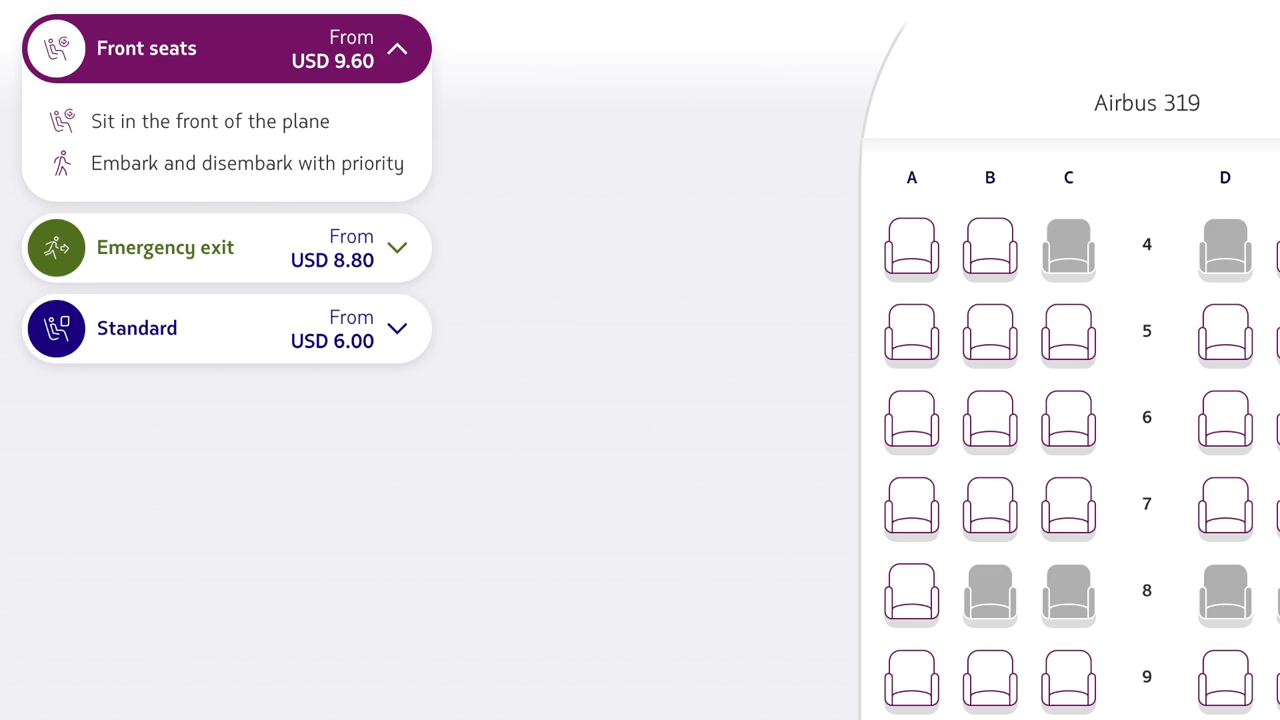 Front seats
From
USD 9.60
Sit in the front of the plane
Embark and disembark with priority
Emergency exit
From
USD 8.80
Standard
From
USD 6.00
Airbus 319
A B C D
4
5
6
7
8
9